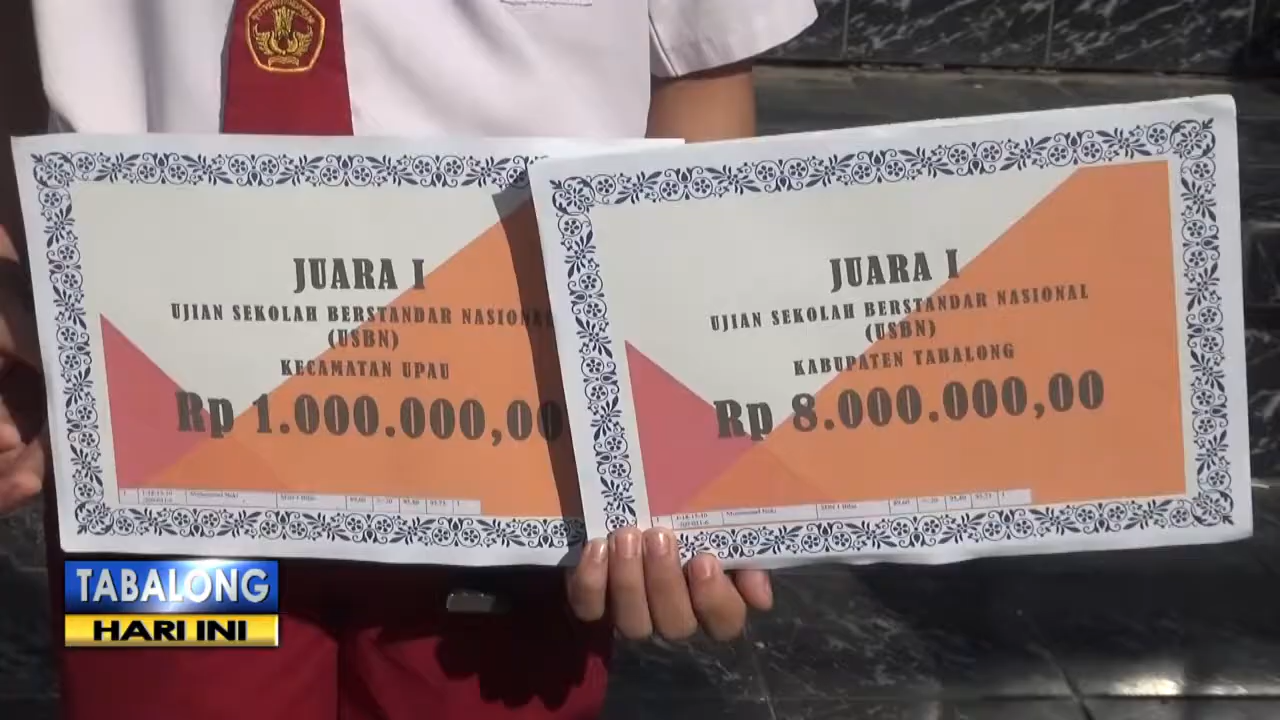 JUARA I
UJIAN SEKOLAH BERSTANDAR NASIONAL
(USBN)
KECAMATAN UPAU
Rp 1.000.000,00
JUARA I
UJIAN SEKOLAH BERSTANDAR NASIONAL
(USBN)
KABUPATEN TABALONG
Rp 8.000.000,00
TABALONG
HARI INI